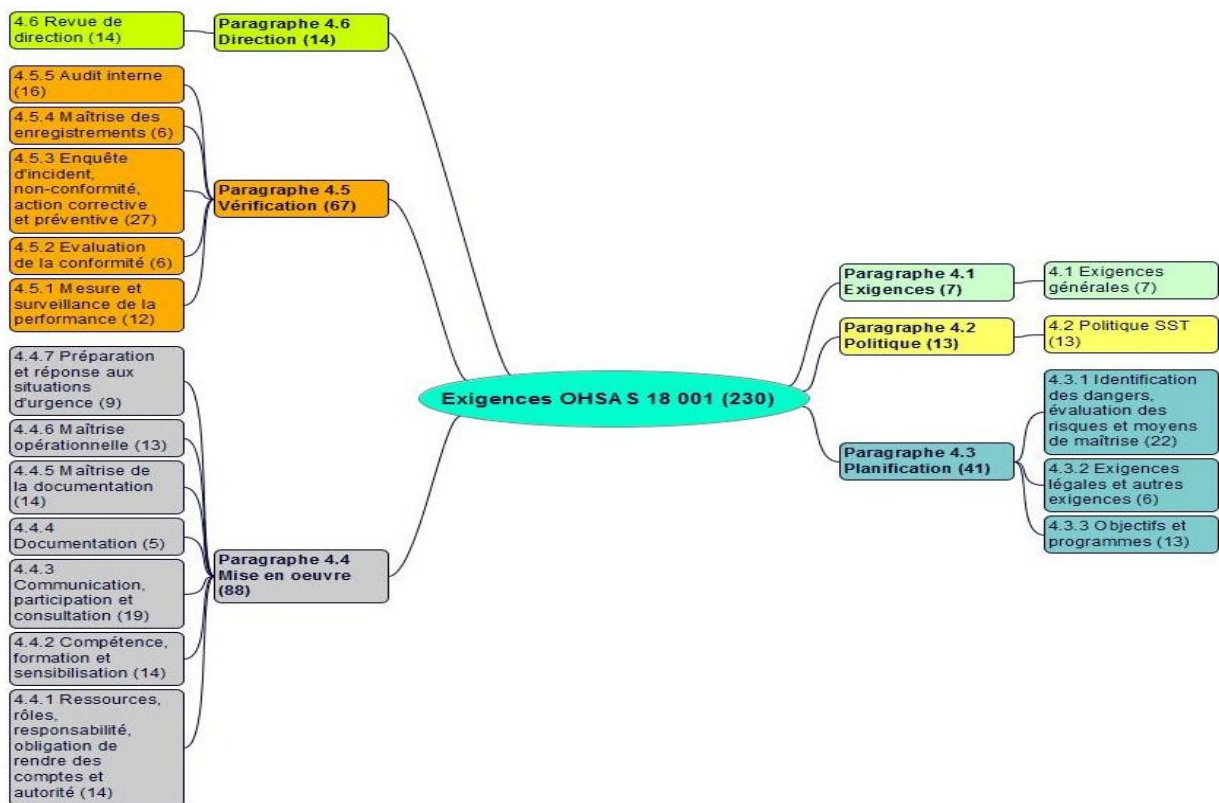 4.6 Revue de
direction (14)
Paragraphe 4.6
Direction (14)
4.5.5 Audit interne
(16)
4.5.4 Maîtrise des
enregistrements (6)
4.5.3 Enquête
d'incident,
non-conformité,
action corrective
et préventive (27)
4.5.2 Evaluation
de la conformité (6)
4.5.1 Mesure et
surveillance de la
performance (12)
Paragraphe 4.5
Vérification (67)
4.4.7 Préparation
et réponse aux
situations
d'urgence (9)
4.4.6 Maîtrise
opérationnelle (13)
4.4.5 Maîtrise de
la documentation
(14)
4.4.4
Documentation (5)
4.4.3
Communication,
participation et
consultation (19)
4.4.2 Compétence,
formation et
sensibilisation (14)
4.4.1 Ressources,
rôles,
responsabilité,
obligation de
rendre des
comptes et
autorité (14)
Paragraphe 4.4
Mise en oeuvre
(88)
Exigences OHSAS 18 001 (230)
Paragraphe 4.1
Exigences (7)
4.1 Exigences
générales (7)
Paragraphe 4.2
Politique (13)
4.2 Politique SST
(13)
Paragraphe 4.3
Planification (41)
4.3.1 Identification
des dangers,
évaluation des
risques et moyens
de maîtrise (22)
4.3.2 Exigences
légales et autres
exigences (6)
4.3.3 Objectifs et
programmes (13)